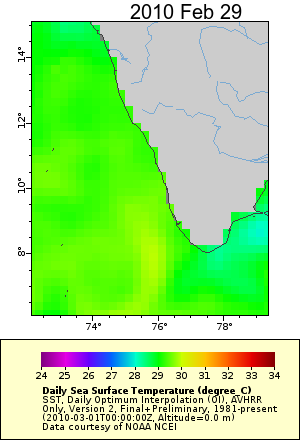 2010 Feb 29
14°
12°
10°
8°
74°
76°
78°
24 25 26 27 28 29 30 31 32 33 34
Daily Sea Surface Temperature (degree_C)
SST, Daily Optimum Interpolation (OI), AVHRR
Only, Version 2, Final+Preliminary, 1981-present
(2010-03-01T00:00:00Z, Altitude=0.0 m)
Data courtesy of NOAA NCEI